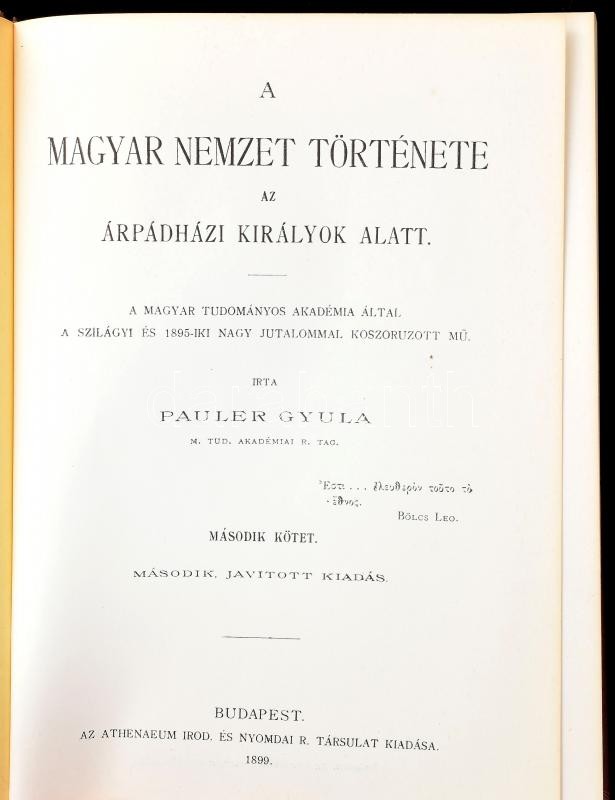 A
MAGYAR NEMZET TÖRTÉNETE
AZ
ÁRPÁDHÁZI KIRÁLYOK ALATT.
A MAGYAR TUDOMÁNYOS AKADÉMIA ÁLTAL
A SZILÁGYI ÉS 1895-IKI NAGY JUTALOMMAL KOSZORUZOTT MŰ.
IRTA
PAULER GYULA
M. TUD. AKADÉMIAI R. TAG.
Ἔστι ... ἐλευθερὸν τοῦτο τὸ
ἔθνος.
BÖLCS LEO.
MÁSODIK KÖTET.
MÁSODIK, JAVITOTT KIADÁS.
BUDAPEST.
AZ ATHENAEUM IROD. ÉS NYOMDAI R. TÁRSULAT KIADÁSA.
1899.